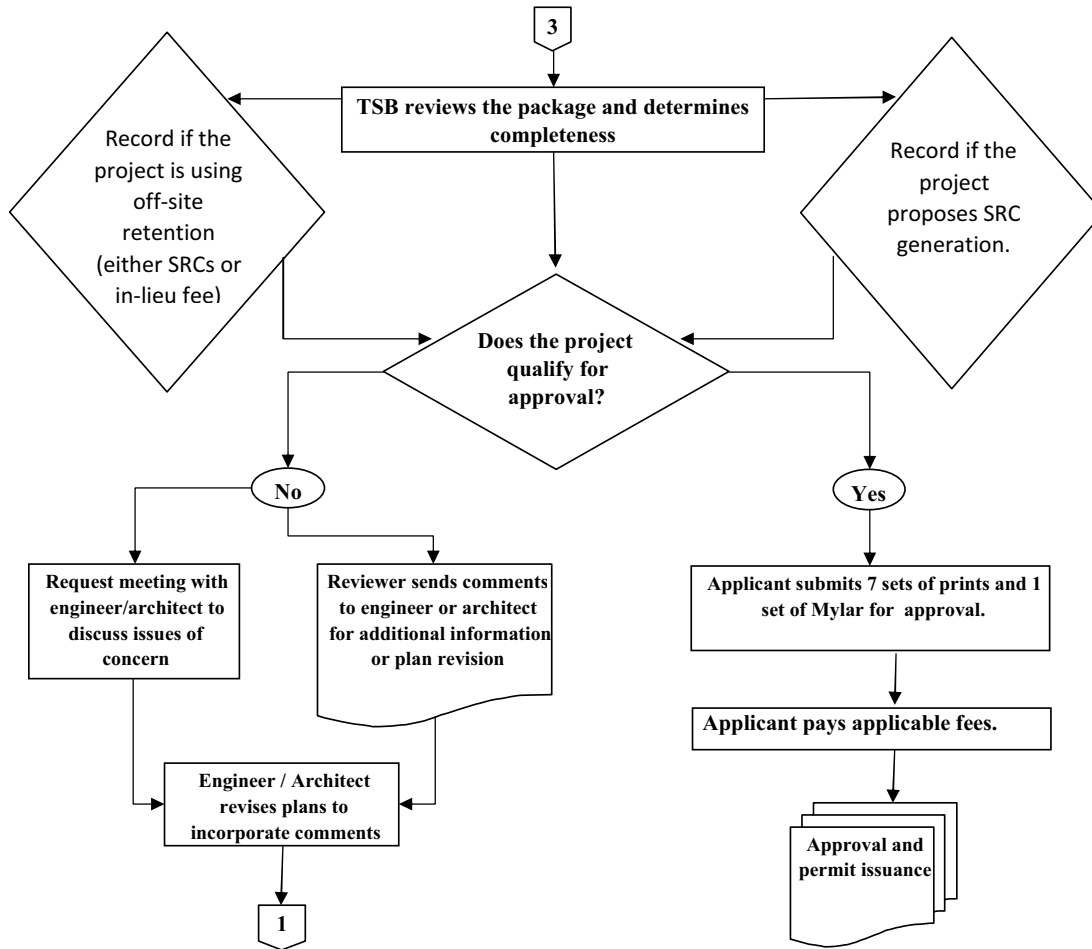 3
TSB reviews the package and determines
completeness
Record if the
project is using
off-site
retention
(either SRCs or
in-lieu fee)
Record if the
project
proposes SRC
generation.
Does the project
qualify for
approval?
No
Yes
Request meeting with
engineer/architect to
discuss issues of
concern
Reviewer sends comments
to engineer or architect
for additional information
or plan revision
Applicant submits 7 sets of prints and 1
set of Mylar for approval.
Applicant pays applicable fees.
Engineer / Architect
revises plans to
incorporate comments
Approval and
permit issuance
1